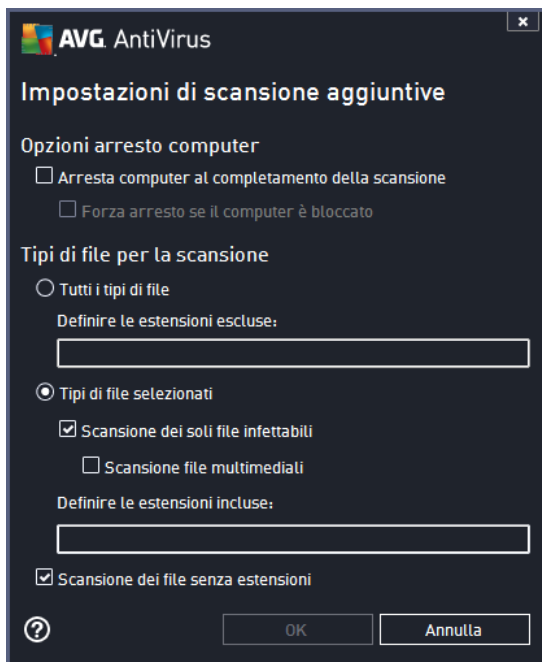 AVG. AntiVirus
Impostazioni di scansione aggiuntive
Opzioni arresto computer
Arresta computer al completamento della scansione
Forza arresto se il computer è bloccato
Tipi di file per la scansione
Tutti i tipi di file
Definire le estensioni escluse:
Tipi di file selezionati
Scansione dei soli file infettabili
Scansione file multimediali
Definire le estensioni incluse:
Scansione dei file senza estensioni
? OK Annulla